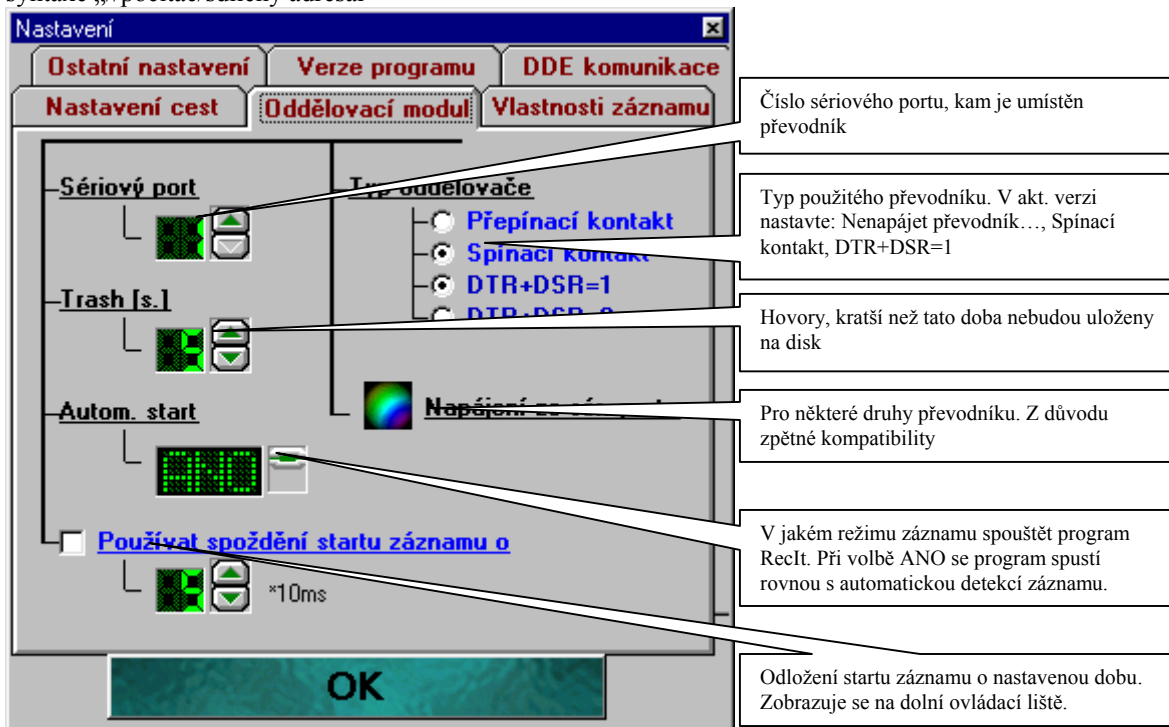 Nastavení
Ostatní nastavení Verze programu DDE komunikace
Nastavení cest Oddělovací modul Vlastnosti záznamu
Sériový port
Typ oddělovače
Přepínací kontakt
Spínací kontakt
DTR+DSR=1
Trash [s.]
Autom. start
ANO
Používat spoždění startu záznamu o
*10ms
OK
Číslo sériového portu, kam je umístěn
převodník
Typ použitého převodníku. V akt. verzi
nastavte: Nenapájet převodník…, Spínací
kontakt, DTR+DSR=1
Hovory, kratší než tato doba nebudou uloženy
na disk
Pro některé druhy převodníku. Z důvodu
zpětné kompatibility
V jakém režimu záznamu spouštět program
RecIt. Při volbě ANO se program spustí
rovnou s automatickou detekcí záznamu.
Odložení startu záznamu o nastavenou dobu.
Zobrazuje se na dolní ovládací liště.